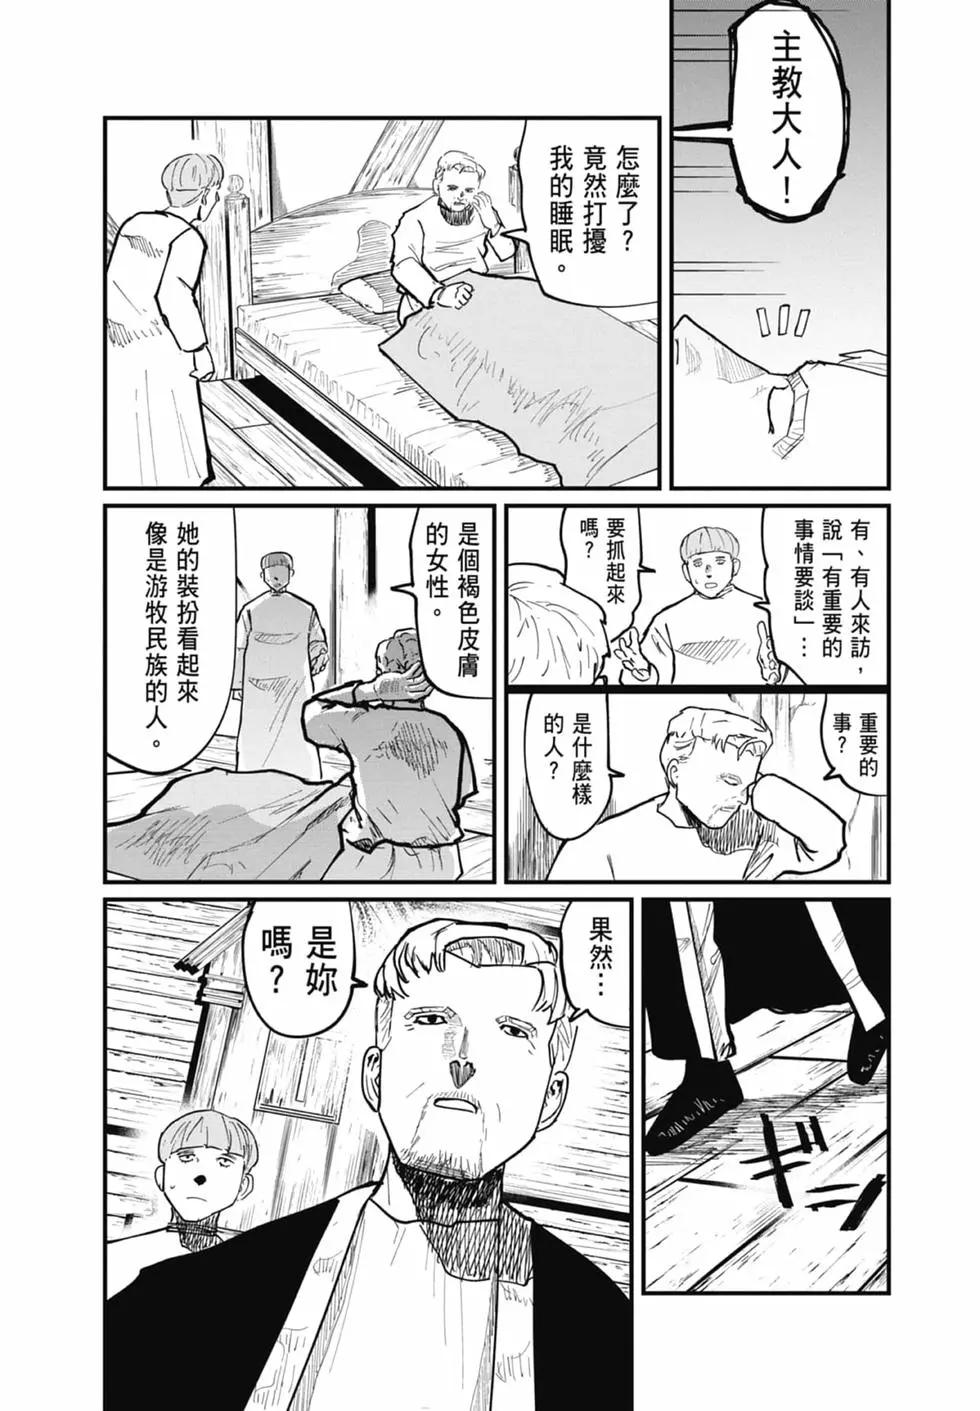 主教大人！
怎麼了？
竟然打擾
我的睡眠。
有、有人來訪，
說「有重要的
事情要談」…
要抓起來
嗎？
重要的
事？
是什麼樣
的人？
是個褐色皮膚
的女性。
她的裝扮看起來
像是游牧民族的人。
ギ
ッ
果然…
是妳
嗎？